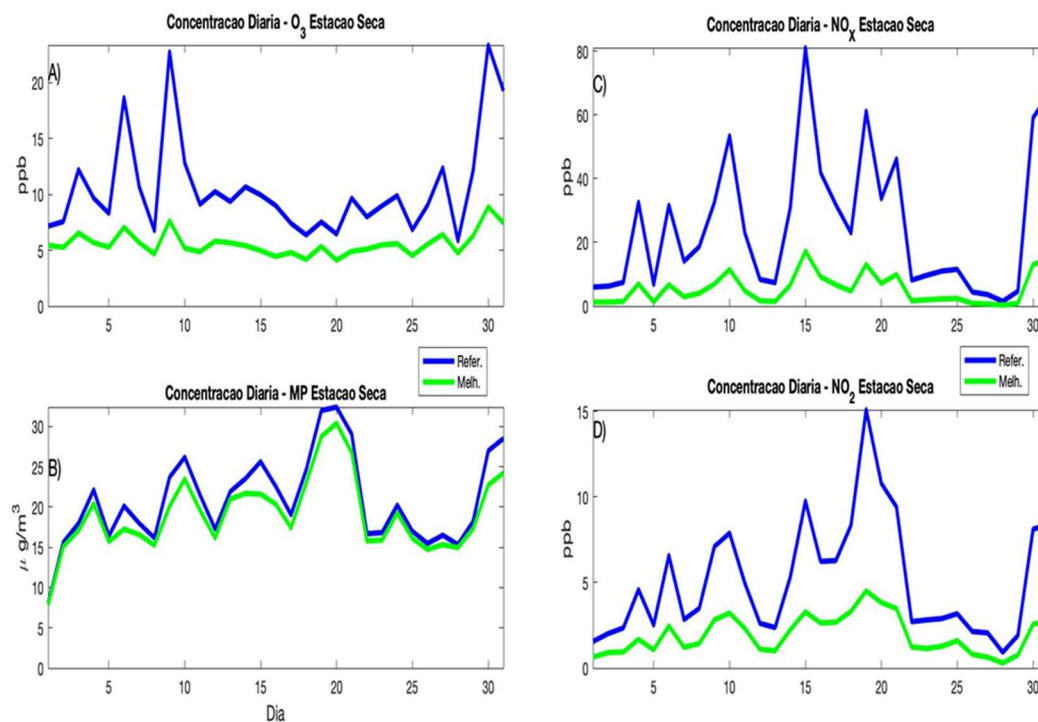 Concentracao Diaria - O3 Estacao Seca
A)
ppb
20
15
10
5
0
5 10 15 20 25 30
Concentracao Diaria - NOX Estacao Seca
C)
ppb
80
60
40
20
0
5 10 15 20 25 30
Refer.
Melh.
Concentracao Diaria - MP Estacao Seca
B)
μ g/m³
30
25
20
15
10
5
0
5 10 15 20 25 30
Dia
Refer.
Melh.
Concentracao Diaria - NO2 Estacao Seca
D)
ppb
15
10
5
0
5 10 15 20 25 30